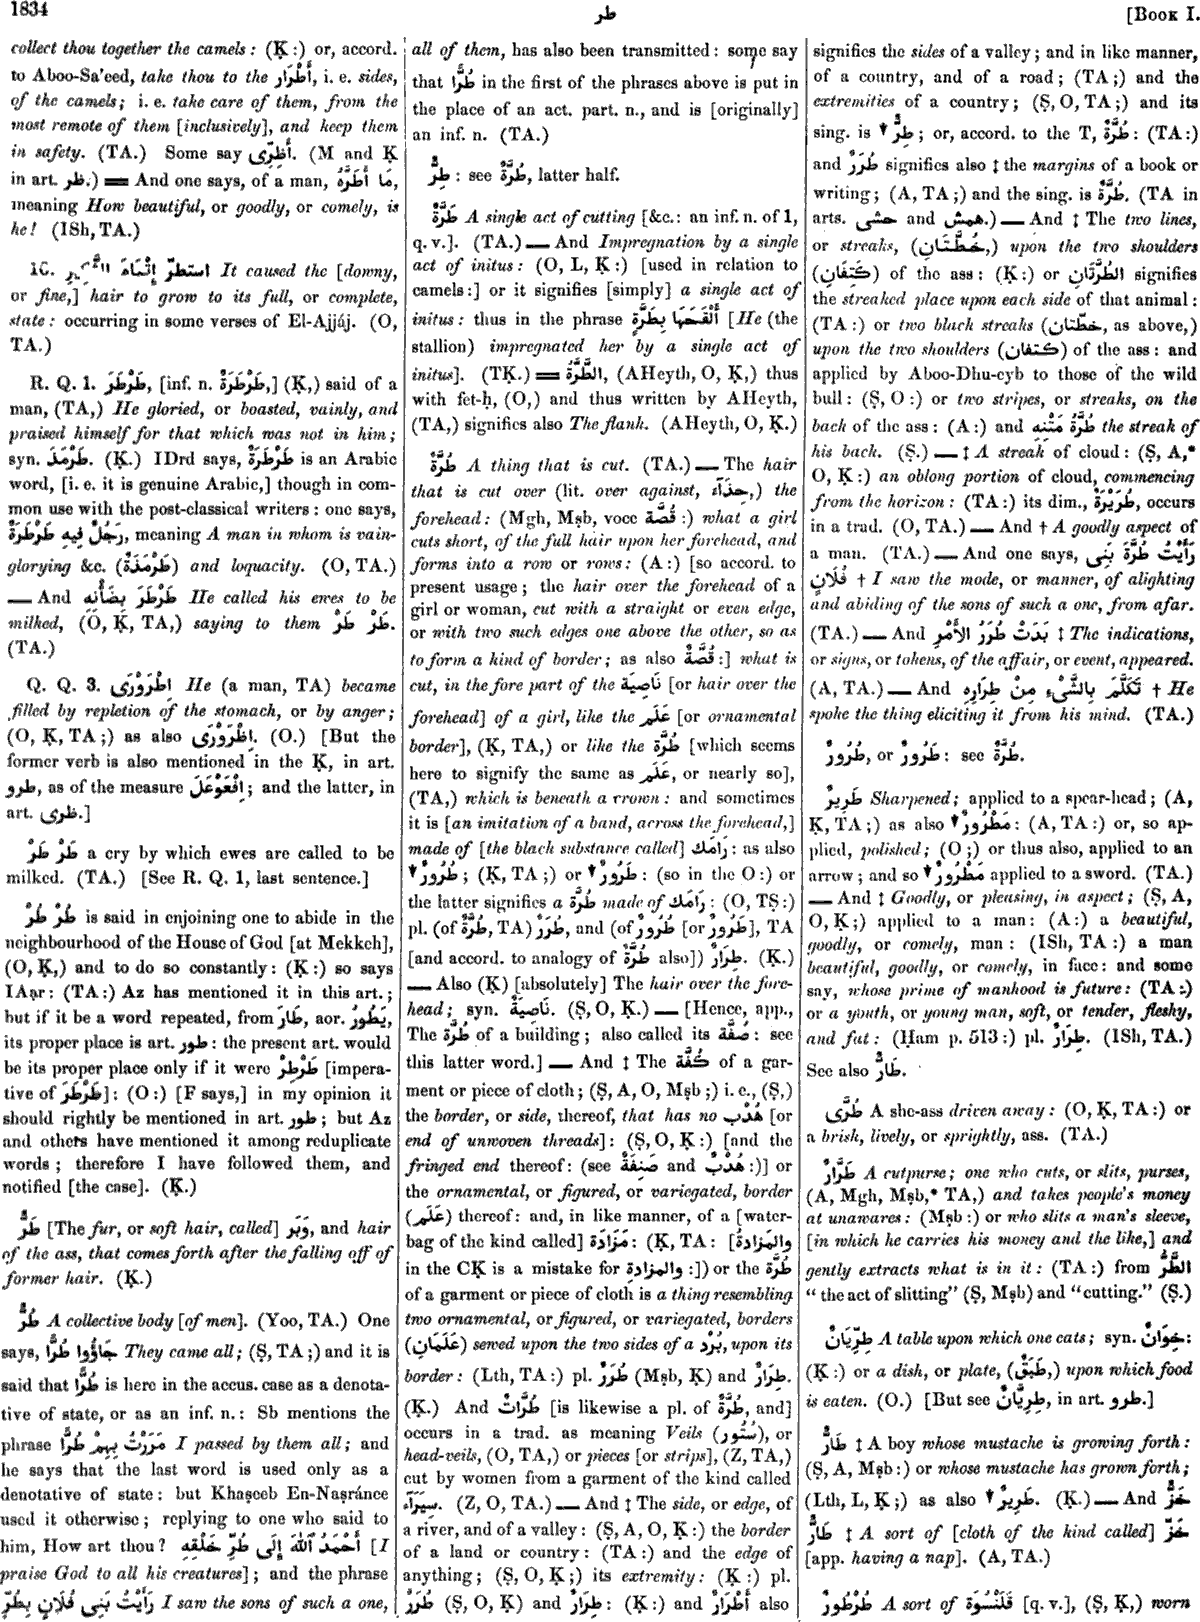 1834
طر
[BOOK I.
collect thou together the camels: (Ḳ:) or, accord.
to Aboo-Sa'eed, take thou to the أَطْرَار, i. e. sides,
of the camels; i. e. take care of them, from the
most remote of them [inclusively], and keep them
in safety. (TA.) Some say أَظِرِّى. (M and Ḳ
in art. ظر.) = And one says, of a man, مَا أَطَرَّهُ,
meaning How beautiful, or goodly, or comely, is
he! (ISh, TA.)
10. استطرّ إِتْمَامَ It caused the [downy,
or fine,] hair to grow to its full, or complete,
state: occurring in some verses of El-Ajjáj. (O,
TA.)
R. Q. 1. طَرْطَرَ, [inf. n. طَرْطَرَةٌ,] (Ḳ,) said of a
man, (TA,) He gloried, or boasted, vainly, and
praised himself for that which was not in him;
syn. طَرْمَذَ. (Ḳ.) IDrd says, طَرْطَرَةٌ is an Arabic
word, [i. e. it is genuine Arabic,] though in com-
mon use with the post-classical writers: one says,
رَجُلٌ فِيهِ طَرْطَرَةٌ, meaning A man in whom is vain-
glorying &c. (طَرْمَذَةٌ) and loquacity. (O, TA.)
— And طَرْطَرَ بِضَأْنِهِ He called his ewes to be
milked, (O, Ḳ, TA,) saying to them طَرْ طَرْ.
(TA.)
Q. Q. 3. اِطْرَوْرَى He (a man, TA) became
filled by repletion of the stomach, or by anger;
(O, Ḳ, TA;) as also اِظْرَوْرَى. (O.) [But the
former verb is also mentioned in the Ḳ, in art.
طرو, as of the measure اِفْعَوْعَلَ; and the latter, in
art. ظرى.]
طَرْ طَرْ a cry by which ewes are called to be
milked. (TA.) [See R. Q. 1, last sentence.]
طُرْ طُرْ is said in enjoining one to abide in the
neighbourhood of the House of God [at Mekkeh],
(O, Ḳ,) and to do so constantly: (Ḳ:) so says
IAạr: (TA:) Az has mentioned it in this art.;
but if it be a word repeated, from طَارَ, aor. يَطُورُ,
its proper place is art. طور: the present art. would
be its proper place only if it were طَرْطِرْ [impera-
tive of طَرْطَرَ]: (O:) [F says,] in my opinion it
should rightly be mentioned in art. طور; but Az
and others have mentioned it among reduplicate
words; therefore I have followed them, and
notified [the case]. (Ḳ.)
طَرٌّ [The fur, or soft hair, called] وَبَر, and hair
of the ass, that comes forth after the falling off of
former hair. (Ḳ.)
طُرٌّ A collective body [of men]. (Yoo, TA.) One
says, جَاؤُوا طُرًّا They came all; (Ṣ, TA;) and it is
said that طُرًّا is here in the accus. case as a denota-
tive of state, or as an inf. n.: Sb mentions the
phrase مَرَرْتُ بِهِمْ طُرًّا I passed by them all; and
he says that the last word is used only as a
denotative of state: but Khaṣeeb En-Naṣránee
used it otherwise; replying to one who said to
him, How art thou? أَحْمَدُ ٱللّٰهَ إِلَى طُرِّ خَلْقِهِ [I
praise God to all his creatures]; and the phrase
رَأَيْتُ بَنِى فُلَانٍ بِطُرٍّ I saw the sons of such a one,
all of them, has also been transmitted: some say
that طُرًّا in the first of the phrases above is put in
the place of an act. part. n., and is [originally]
an inf. n. (TA.)
طِرٌّ: see طُرَّةٌ, latter half.
طَرَّةٌ A single act of cutting [&c.: an inf. n. of 1,
q. v.]. (TA.) — And Impregnation by a single
act of initus: (O, L, Ḳ:) [used in relation to
camels:] or it signifies [simply] a single act of
initus: thus in the phrase أَلْقَحَهَا بِطَرَّةٍ [He (the
stallion) impregnated her by a single act of
initus]. (TḲ.) = الطَّرَّةُ, (AHeyth, O, Ḳ,) thus
with fet-ḥ, (O,) and thus written by AHeyth,
(TA,) signifies also The flank. (AHeyth, O, Ḳ.)
طُرَّةٌ A thing that is cut. (TA.) — The hair
that is cut over (lit. over against, حِذَآءَ,) the
forehead: (Mgh, Mṣb, voce قُصَّة:) what a girl
cuts short, of the full hair upon her forehead, and
forms into a row or rows: (A:) [so accord. to
present usage; the hair over the forehead of a
girl or woman, cut with a straight or even edge,
or with two such edges one above the other, so as
to form a kind of border; as also قُصَّةٌ:] what is
cut, in the fore part of the نَاصِيَة [or hair over the
forehead] of a girl, like the عَلَم [or ornamental
border], (Ḳ, TA,) or like the طُرَّة [which seems
here to signify the same as عَلَم, or nearly so],
(TA,) which is beneath a crown: and sometimes
it is [an imitation of a band, across the forehead,]
made of [the black substance called] رَامَك: as also
▼ طُرُورٌ; (Ḳ, TA;) or ▼ طَرُورٌ: (so in the O:) or
the latter signifies a طُرَّة made of رَامَك: (O, TṢ:)
pl. (of طُرَّةٌ, TA) طُرَرٌ, and (of طُرُورٌ [or طَرُورٌ], TA
[and accord. to analogy of طُرَّةٌ also]) طِرَارٌ. (Ḳ.)
— Also (Ḳ) [absolutely] The hair over the fore-
head; syn. نَاصِيَةٌ. (Ṣ, O, Ḳ.) — [Hence, app.,
The طُرَّة of a building; also called its صُفَّة: see
this latter word.] — And ‡ The كُفَّة of a gar-
ment or piece of cloth; (Ṣ, A, O, Mṣb;) i. e., (Ṣ,)
the border, or side, thereof, that has no هُدْب [or
end of unwoven threads]: (Ṣ, O, Ḳ:) [and the
fringed end thereof: (see صَنِفَةٌ and هُدْبٌ:)] or
the ornamental, or figured, or variegated, border
(عَلَم) thereof: and, in like manner, of a [water-
bag of the kind called] مَزَادَة: (Ḳ, TA: [والمزادةُ
in the CḲ is a mistake for والمزادةِ:]) or the طُرَّة
of a garment or piece of cloth is a thing resembling
two ornamental, or figured, or variegated, borders
(عَلَمَانِ) sewed upon the two sides of a بُرْد, upon its
border: (Lth, TA:) pl. طُرَرٌ (Mṣb, Ḳ) and طِرَارٌ.
(Ḳ.) And طُرَّاتٌ [is likewise a pl. of طُرَّةٌ, and]
occurs in a trad. as meaning Veils (سُتُور), or
head-veils, (O, TA,) or pieces [or strips], (Z, TA,)
cut by women from a garment of the kind called
سِيَرَآء. (Z, O, TA.) — And ‡ The side, or edge, of
a river, and of a valley: (Ṣ, A, O, Ḳ:) the border
of a land or country: (TA:) and the edge of
anything; (Ṣ, O, Ḳ;) its extremity: (Ḳ:) pl.
طُرَرٌ (Ṣ, O, Ḳ) and طِرَارٌ: (Ḳ:) and أَطْرَارٌ also
signifies the sides of a valley; and in like manner,
of a country, and of a road; (TA;) and the
extremities of a country; (Ṣ, O, TA;) and its
sing. is ▼ طِرٌّ; or, accord. to the T, طُرَّةٌ: (TA:)
and طُرَرٌ signifies also ‡ the margins of a book or
writing; (A, TA;) and the sing. is طُرَّةٌ. (TA in
arts. حشى and همش.) — And ‡ The two lines,
or streaks, (خُطَّتَانِ,) upon the two shoulders
(كَتِفَانِ) of the ass: (Ḳ:) or الطُّرَّتَانِ signifies
the streaked place upon each side of that animal:
(TA:) or two black streaks (خطّتان, as above,)
upon the two shoulders (كتفان) of the ass: and
applied by Aboo-Dhu-eyb to those of the wild
bull: (Ṣ, O:) or two stripes, or streaks, on the
back of the ass: (A:) and طُرَّةُ مَتْنِهِ the streak of
his back. (Ṣ.) — ‡ A streak of cloud: (Ṣ, A,*
O, Ḳ:) an oblong portion of cloud, commencing
from the horizon: (TA:) its dim., طُرَيْرَةٌ, occurs
in a trad. (O, TA.) — And † A goodly aspect of
a man. (TA.) — And one says, رَأَيْتُ طُرَّةَ بَنِى
فُلَانٍ † I saw the mode, or manner, of alighting
and abiding of the sons of such a one, from afar.
(TA.) — And بَدَتْ طُرَرُ الأَمْرِ ‡ The indications,
or signs, or tokens, of the affair, or event, appeared.
(A, TA.) — And تَكَلَّمَ بِالشَّىْءِ مِنْ طِرَارِهِ † He
spoke the thing eliciting it from his mind. (TA.)
طُرُورٌ, or طَرُورٌ: see طُرَّةٌ.
طَرِيرٌ Sharpened; applied to a spear-head; (A,
Ḳ, TA;) as also ▼ مَطْرُورٌ: (A, TA:) or, so ap-
plied, polished; (O;) or thus also, applied to an
arrow; and so ▼ مَطْرُورٌ applied to a sword. (TA.)
— And ‡ Goodly, or pleasing, in aspect; (Ṣ, A,
O, Ḳ;) applied to a man: (A:) a beautiful,
goodly, or comely, man: (ISh, TA:) a man
beautiful, goodly, or comely, in face: and some
say, whose prime of manhood is future: (TA:)
or a youth, or young man, soft, or tender, fleshy,
and fat: (Ḥam p. 513:) pl. طِرَارٌ. (ISh, TA.)
See also طَارٌّ.
طُرَّى A she-ass driven away: (O, Ḳ, TA:) or
a brisk, lively, or sprightly, ass. (TA.)
طَرَّارٌ A cutpurse; one who cuts, or slits, purses,
(A, Mgh, Mṣb,* TA,) and takes people's money
at unawares: (Mṣb:) or who slits a man's sleeve,
[in which he carries his money and the like,] and
gently extracts what is in it: (TA:) from الطَّرُّ
"the act of slitting" (Ṣ, Mṣb) and "cutting." (Ṣ.)
طِرِّيَانٌ A table upon which one eats; syn. خِوَانٌ:
(Ḳ:) or a dish, or plate, (طَبَقٌ,) upon which food
is eaten. (O.) [But see طِرِيَّانٌ, in art. طرو.]
طَارٌّ ‡ A boy whose mustache is growing forth:
(Ṣ, A, Mṣb:) or whose mustache has grown forth;
(Lth, L, Ḳ;) as also ▼ طَرِيرٌ. (Ḳ.) — And خَزٌّ
طَارٌّ ‡ A sort of [cloth of the kind called] خَزّ
[app. having a nap]. (A, TA.)
طُرْطُورٌ A sort of قَلَنْسُوَة [q. v.], (Ṣ, Ḳ,) worn